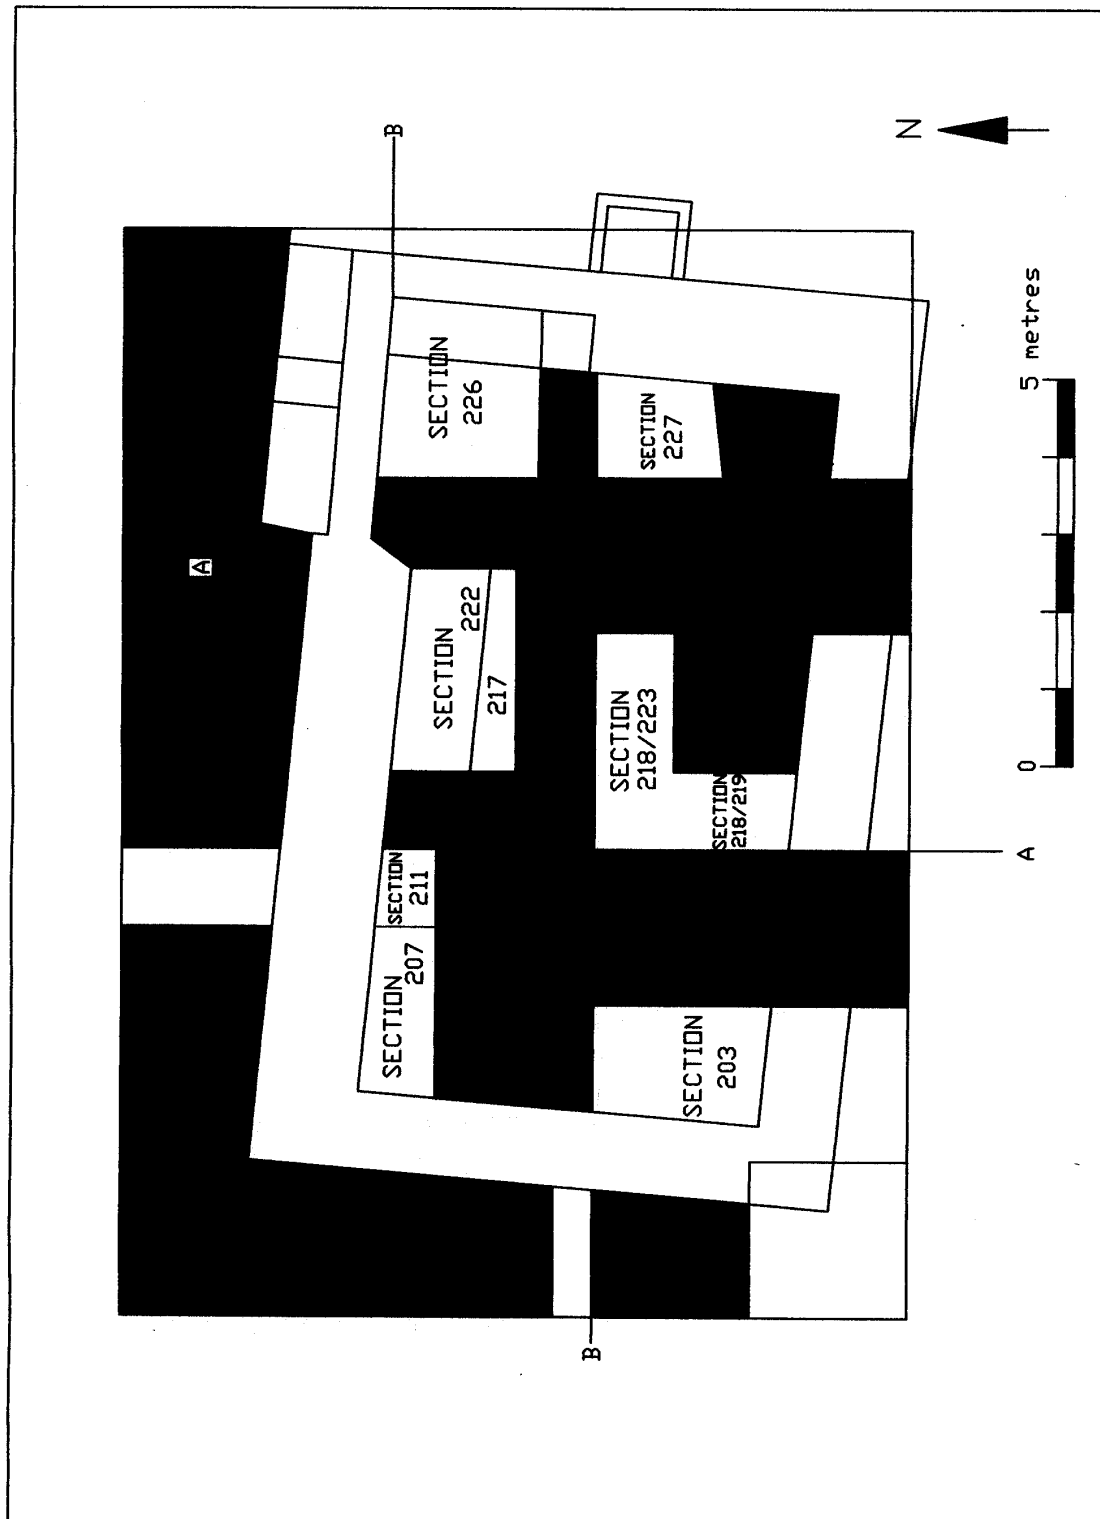 B
N
A
SECTION
226
SECTION
227
5 metres
SECTION
222
217
SECTION
218/223
SECTION
218/219
0
A
SECTION
211
SECTION
207
SECTION
203
B